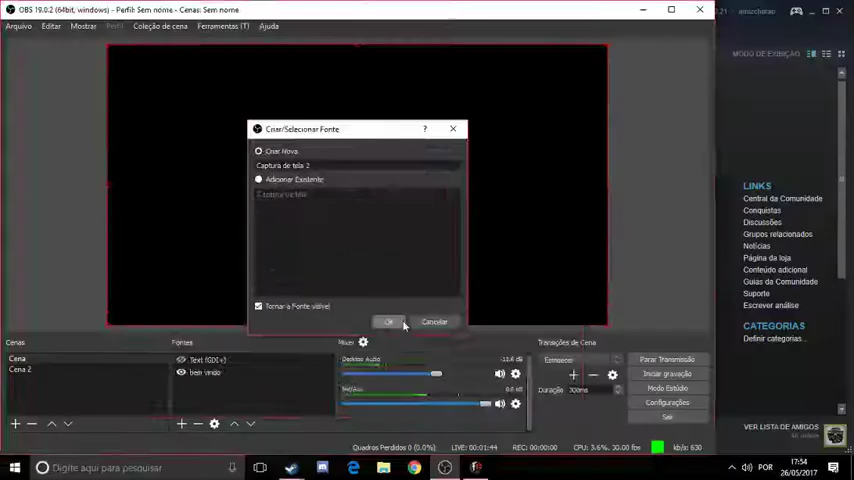 OBS 19.0.2 (64bit, windows) - Perfil: Sem nome - Cenas: Sem nome
Arquivo Editar Mostrar Perfil Coleção de cena Ferramentas (T) Ajuda
MODO DE EXIBIÇÃO
Criar/Selecionar Fonte
?
Criar Nova
Captura de tela 2
Adicionar Existente
Tornar a Fonte visível
OK
Cancelar
LINKS
Central da Comunidade
Conquistas
Discussões
Grupos relacionados
Notícias
Página da loja
Conteúdo adicional
Guias da Comunidade
Suporte
Escrever análise
CATEGORIAS
Definir categorias...
Cenas
Cena
Cena 2
Fontes
Text (GDI+)
bem vindo
Mixer
Desktop Audio
Mic/Aux
0.0 dB
Transições de Cena
Esmaecer
Duração 300ms
Parar Transmissão
Iniciar gravação
Modo Estúdio
Configurações
Sair
VER LISTA DE AMIGOS
Quadros Perdidos 0 (0.0%) LIVE: 00:01:44 REC: 00:00:00 CPU: 3.6%, 30.00 fps kb/s: 630
Digite aqui para pesquisar
POR
17:54
26/05/2017